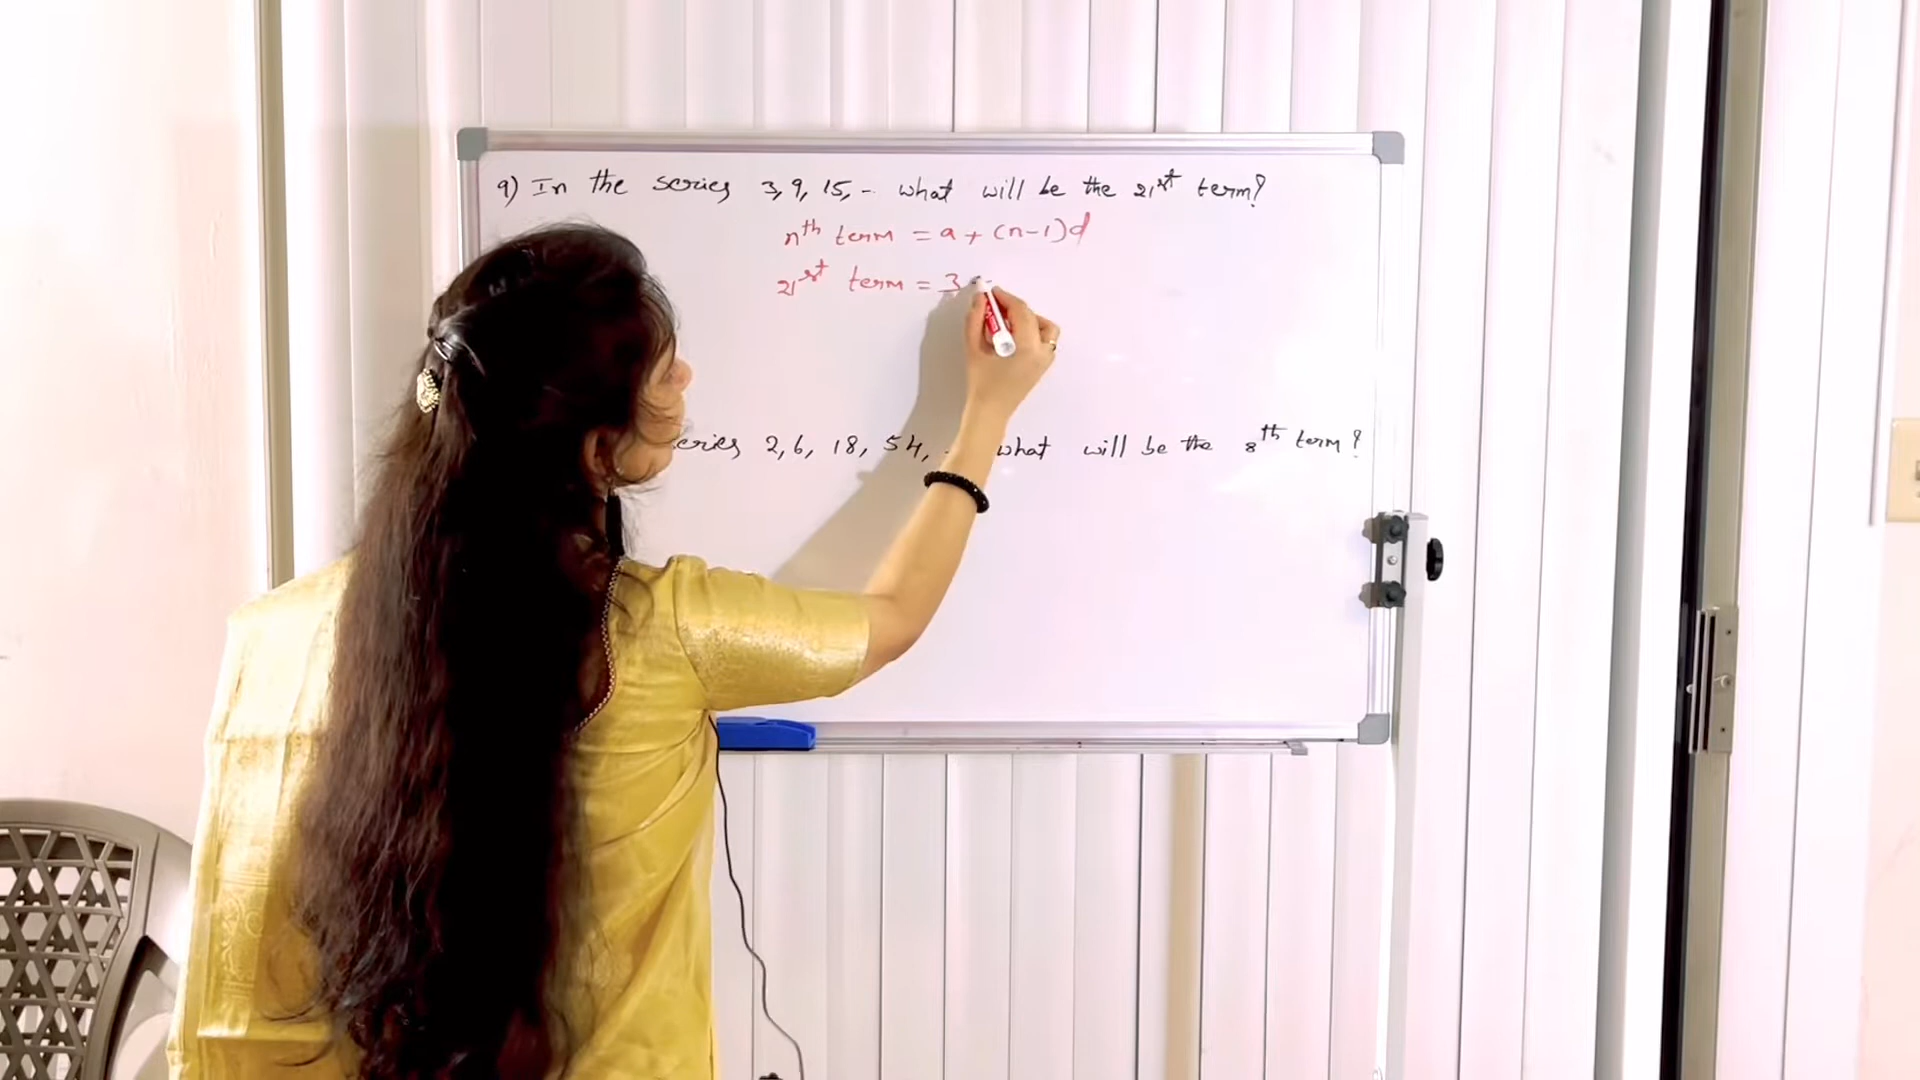 9) In the series 3, 9, 15, -- what will be the 21st term?
nth term = a + (n-1)d
21st term = 3
eries 2, 6, 18, 54, - what will be the 8th term?